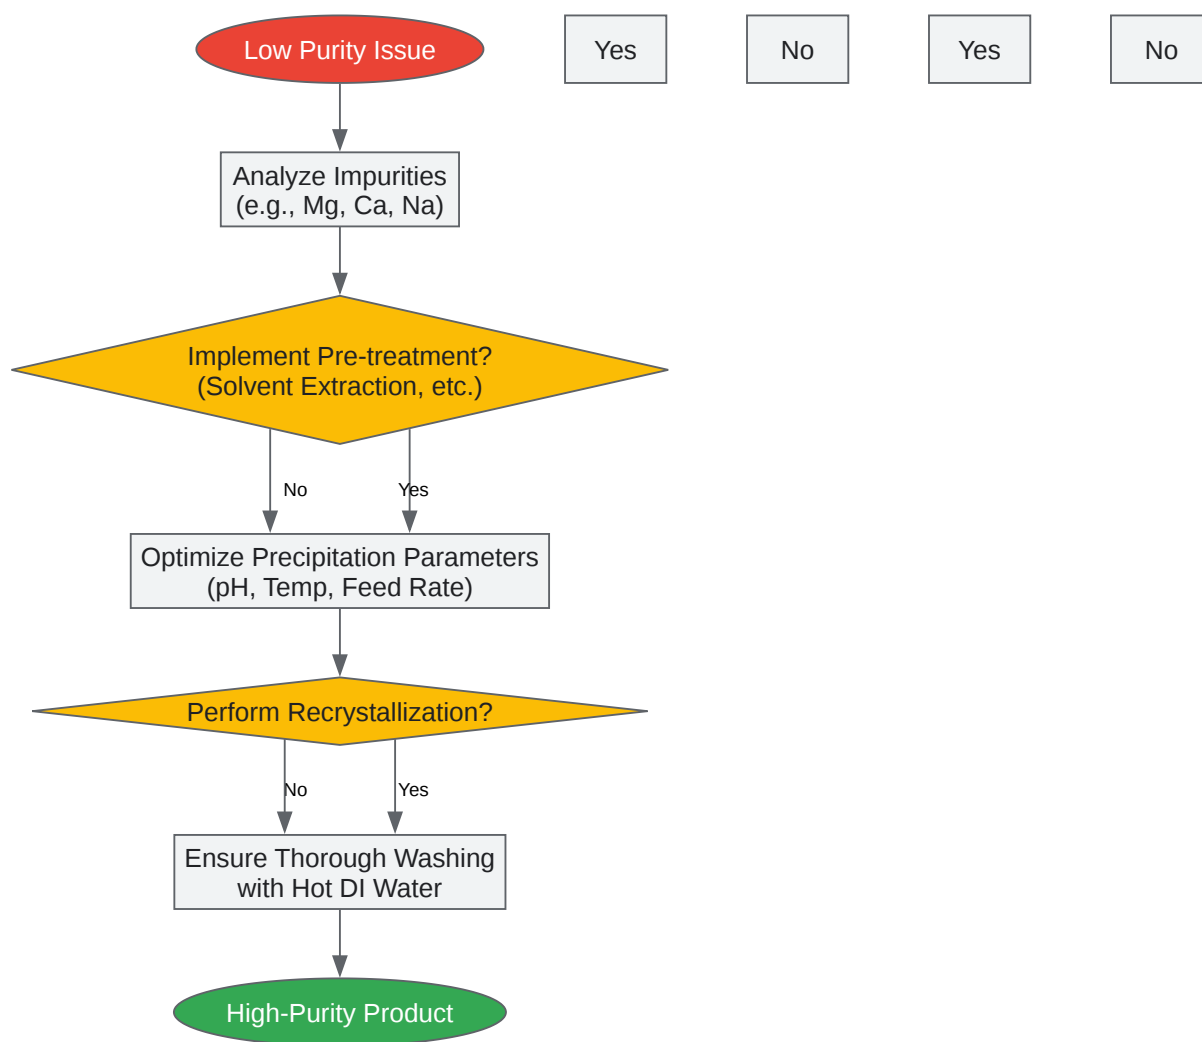 Low Purity Issue
Yes
No
Yes
No
Analyze Impurities
(e.g., Mg, Ca, Na)
Implement Pre-treatment?
(Solvent Extraction, etc.)
No
Yes
Optimize Precipitation Parameters
(pH, Temp, Feed Rate)
Perform Recrystallization?
No
Yes
Ensure Thorough Washing
with Hot DI Water
High-Purity Product